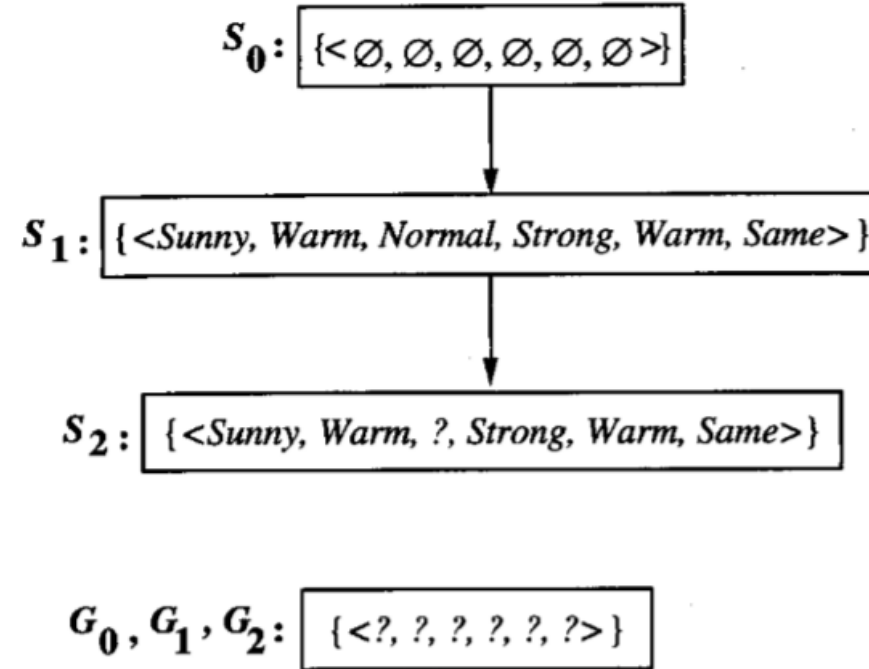 S0: {<∅, ∅, ∅, ∅, ∅, ∅>}
S1: {<Sunny, Warm, Normal, Strong, Warm, Same>}
S2: {<Sunny, Warm, ?, Strong, Warm, Same>}
G0, G1, G2: {<?, ?, ?, ?, ?, ?>}